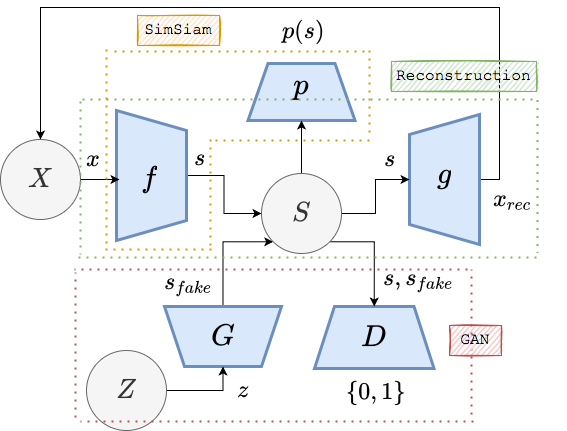 SimSiam
p(s)
Reconstruction
p
X
x
f
s
S
s
g
x_{rec}
s_{fake}
s, s_{fake}
G
D
GAN
Z
z
{0, 1}